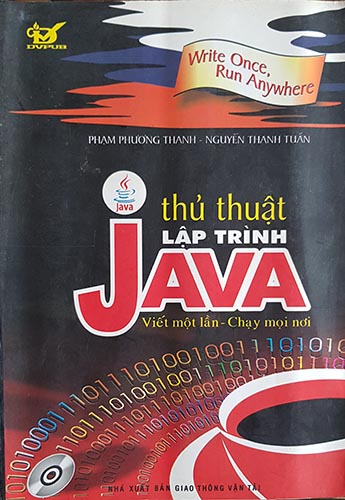 DVPUB
Write Once,
Run Anywhere
PHẠM PHƯƠNG THANH - NGUYỄN THANH TUẤN
Java
thủ thuật
LẬP TRÌNH
JAVA
Viết một lần - Chạy mọi nơi
NHÀ XUẤT BẢN GIAO THÔNG VẬN TẢI